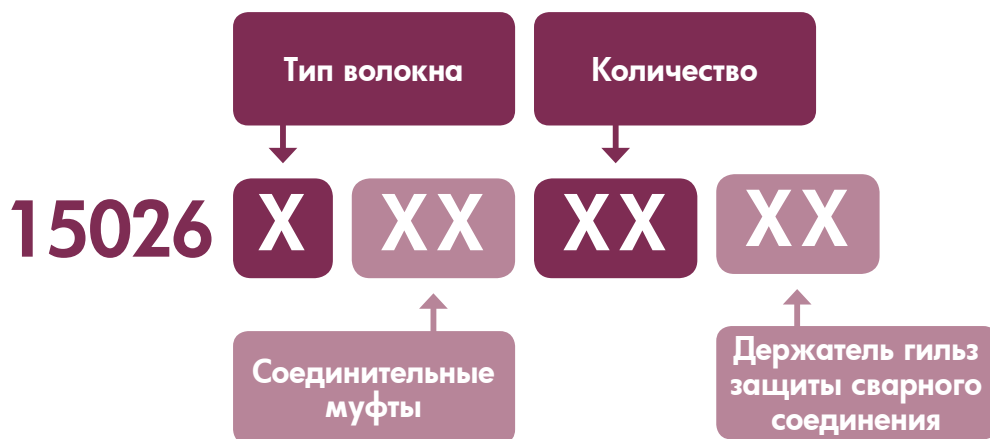 Тип волокна
Количество
15026 X XX XX XX
Соединительные
муфты
Держатель гильз
защиты сварного
соединения